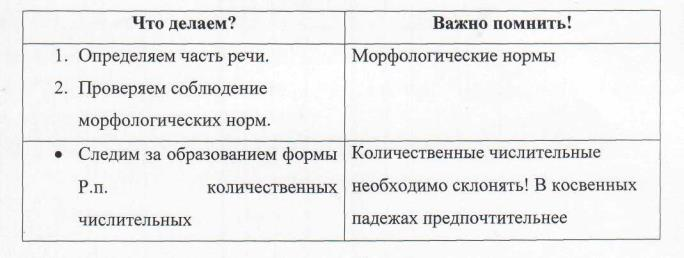 Что делаем?
Важно помнить!
1. Определяем часть речи.
2. Проверяем соблюдение
морфологических норм.
Морфологические нормы
• Следим за образованием формы
Р.п. количественных
числительных
Количественные числительные
необходимо склонять! В косвенных
падежах предпочтительнее